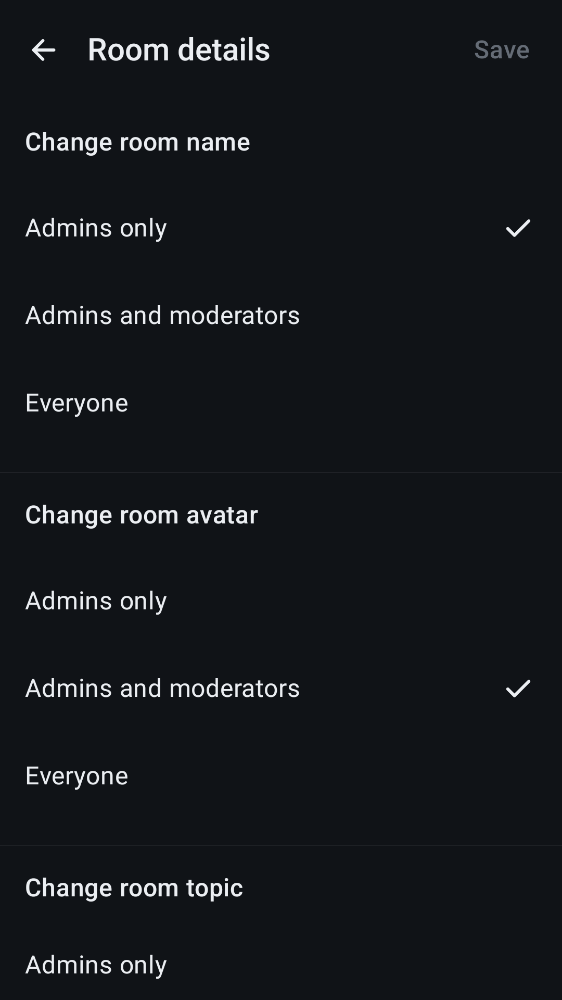 Room details
Save
Change room name
Admins only
Admins and moderators
Everyone
Change room avatar
Admins only
Admins and moderators
Everyone
Change room topic
Admins only